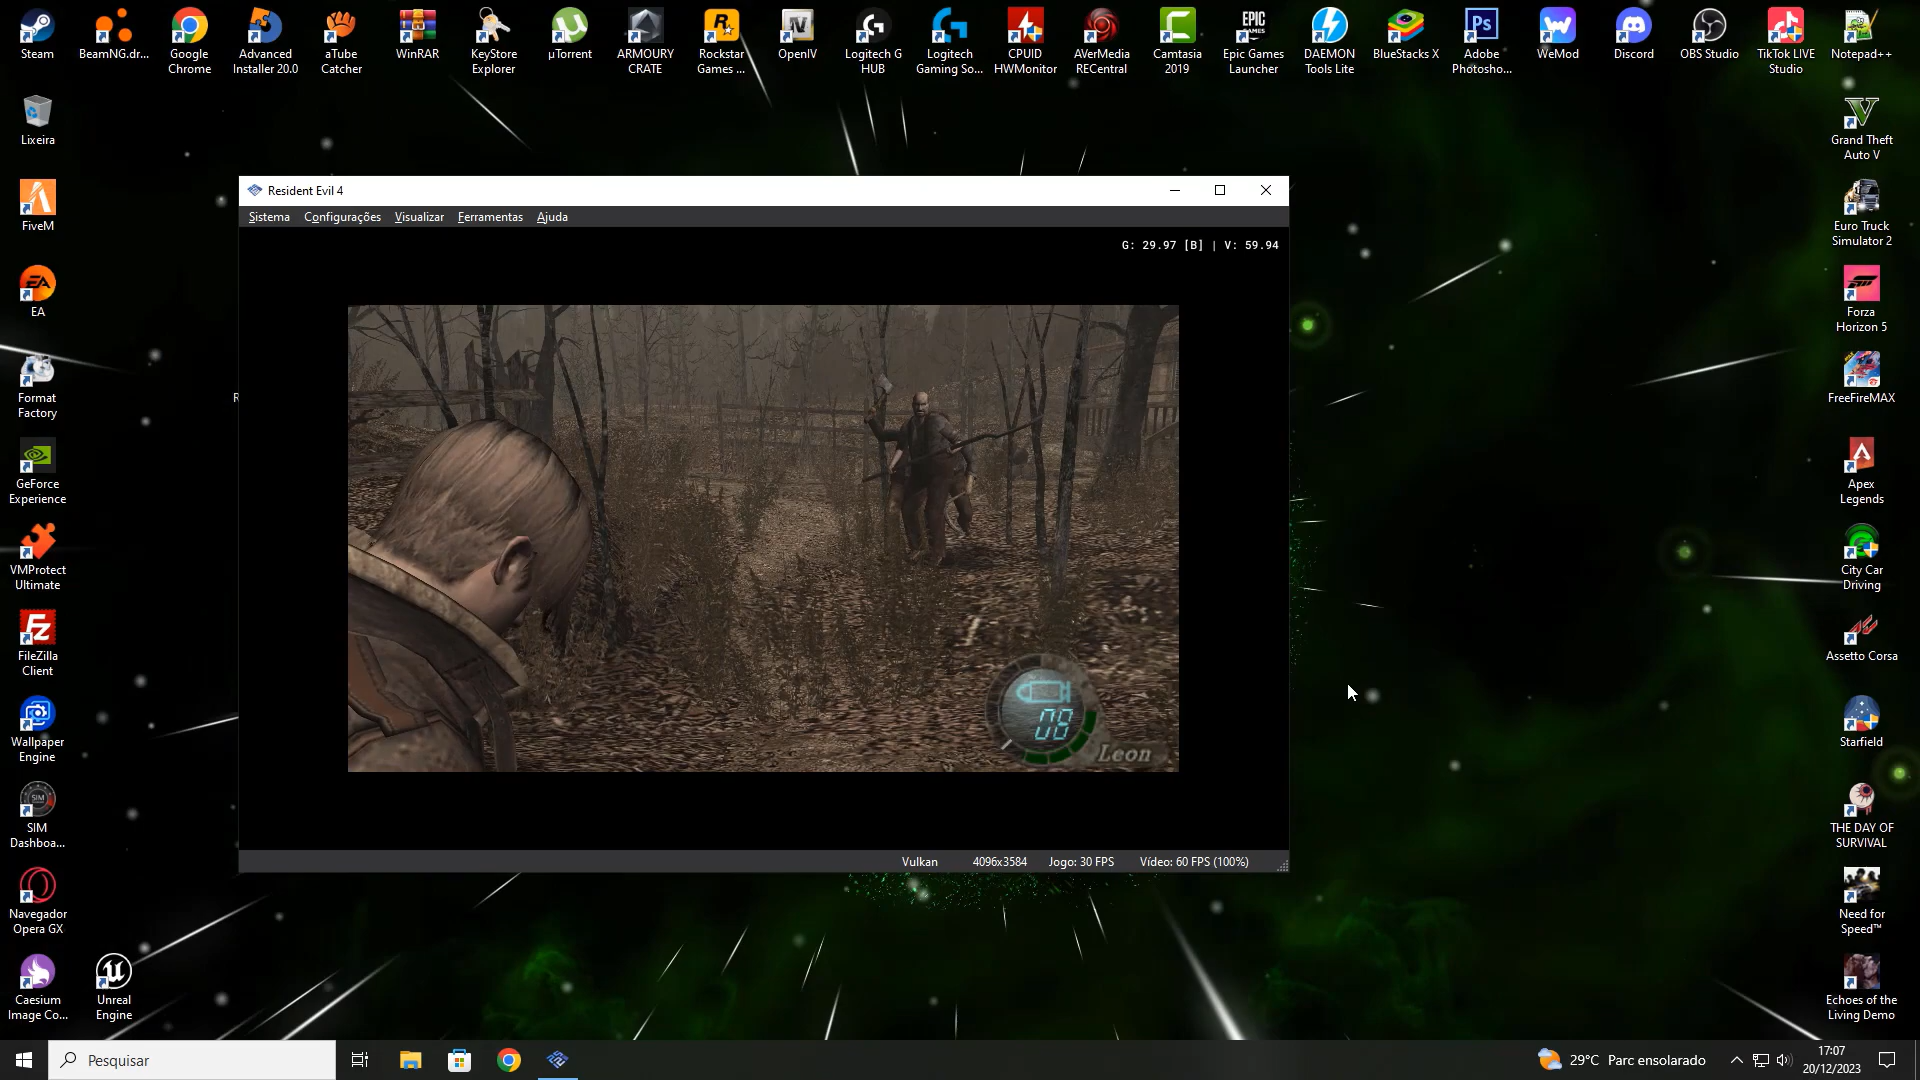 Steam
BeamNG.dr...
Google
Chrome
Advanced
Installer 20.0
aTube
Catcher
WinRAR
KeyStore
Explorer
µTorrent
ARMOURY
CRATE
Rockstar
Games ...
OpenIV
Logitech G
HUB
Logitech
Gaming So...
CPUID
HWMonitor
AVerMedia
RECentral
Camtasia
2019
Epic Games
Launcher
DAEMON
Tools Lite
BlueStacks X
Adobe
Photosho...
WeMod
Discord
OBS Studio
TikTok LIVE
Studio
Notepad++
Lixeira
FiveM
EA
Format
Factory
GeForce
Experience
VMProtect
Ultimate
FileZilla
Client
Wallpaper
Engine
SIM
Dashboa...
Navegador
Opera GX
Caesium
Image Co...
Unreal
Engine
R
Resident Evil 4
Sistema Configurações Visualizar Ferramentas Ajuda
G: 29.97 [B] | V: 59.94
08
Leon
Vulkan 4096x3584 Jogo: 30 FPS Vídeo: 60 FPS (100%)
Grand Theft
Auto V
Euro Truck
Simulator 2
Forza
Horizon 5
FreeFireMAX
Apex
Legends
City Car
Driving
Assetto Corsa
Starfield
THE DAY OF
SURVIVAL
Need for
Speed™
Echoes of the
Living Demo
Pesquisar
29°C Parc ensolarado
17:07
20/12/2023